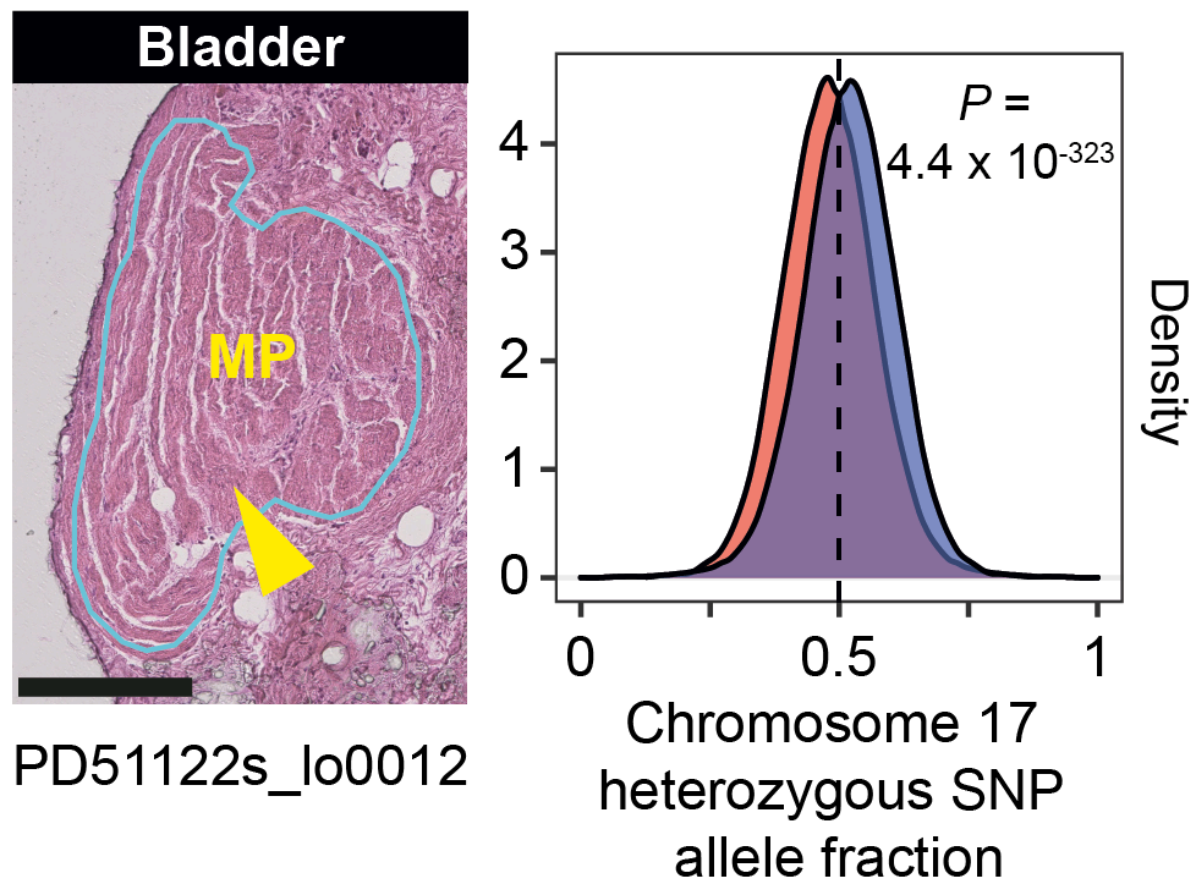 Bladder
MP
PD51122s_lo0012
P =
4.4 x 10-323
4
3
2
1
0
Density
0
0.5
1
Chromosome 17
heterozygous SNP
allele fraction